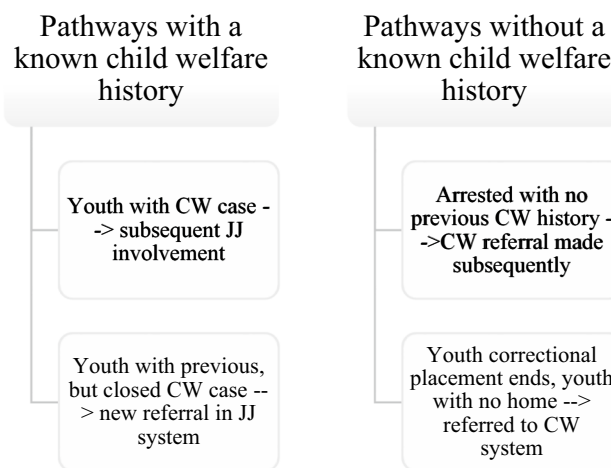 Pathways with a
known child welfare
history
Youth with CW case -
-> subsequent JJ
involvement
Youth with previous,
but closed CW case --
> new referral in JJ
system
Pathways without a
known child welfare
history
Arrested with no
previous CW history -
->CW referral made
subsequently
Youth correctional
placement ends, youth
with no home -->
referred to CW
system